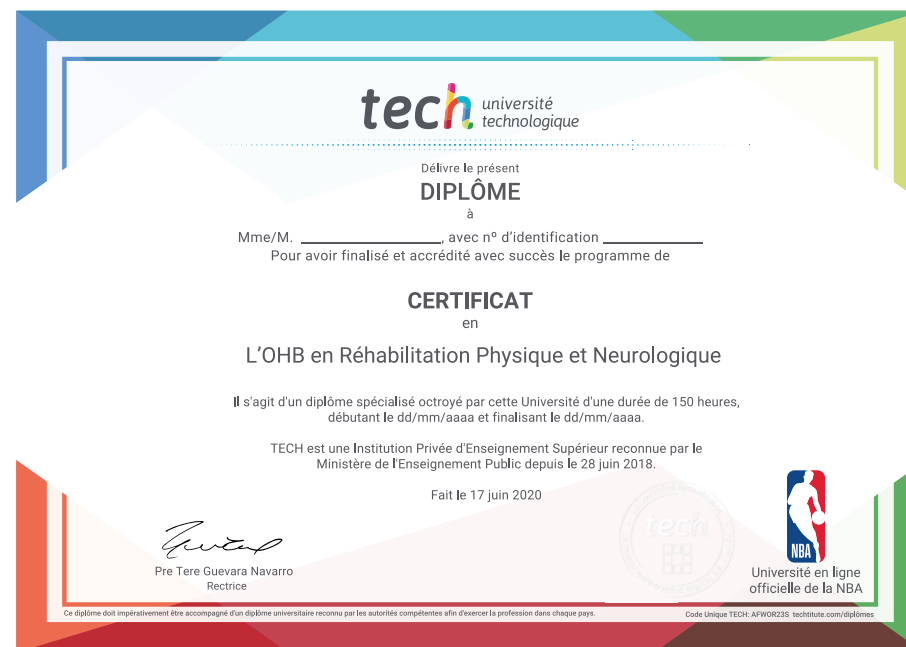 tech université
technologique
Délivre le présent
DIPLÔME
à
Mme/M. ____________________, avec nº d'identification ______________
Pour avoir finalisé et accrédité avec succès le programme de
CERTIFICAT
en
L'OHB en Réhabilitation Physique et Neurologique
Il s'agit d'un diplôme spécialisé octroyé par cette Université d'une durée de 150 heures,
débutant le dd/mm/aaaa et finalisant le dd/mm/aaaa.
TECH est une Institution Privée d'Enseignement Supérieur reconnue par le
Ministère de l'Enseignement Public depuis le 28 juin 2018.
Fait le 17 juin 2020
tech
NBA
Pre Tere Guevara Navarro
Rectrice
Université en ligne
officielle de la NBA
Ce diplôme doit impérativement être accompagné d'un diplôme universitaire reconnu par les autorités compétentes afin d'exercer la profession dans chaque pays.
Code Unique TECH: AFWOR23S techtitute.com/diplômes